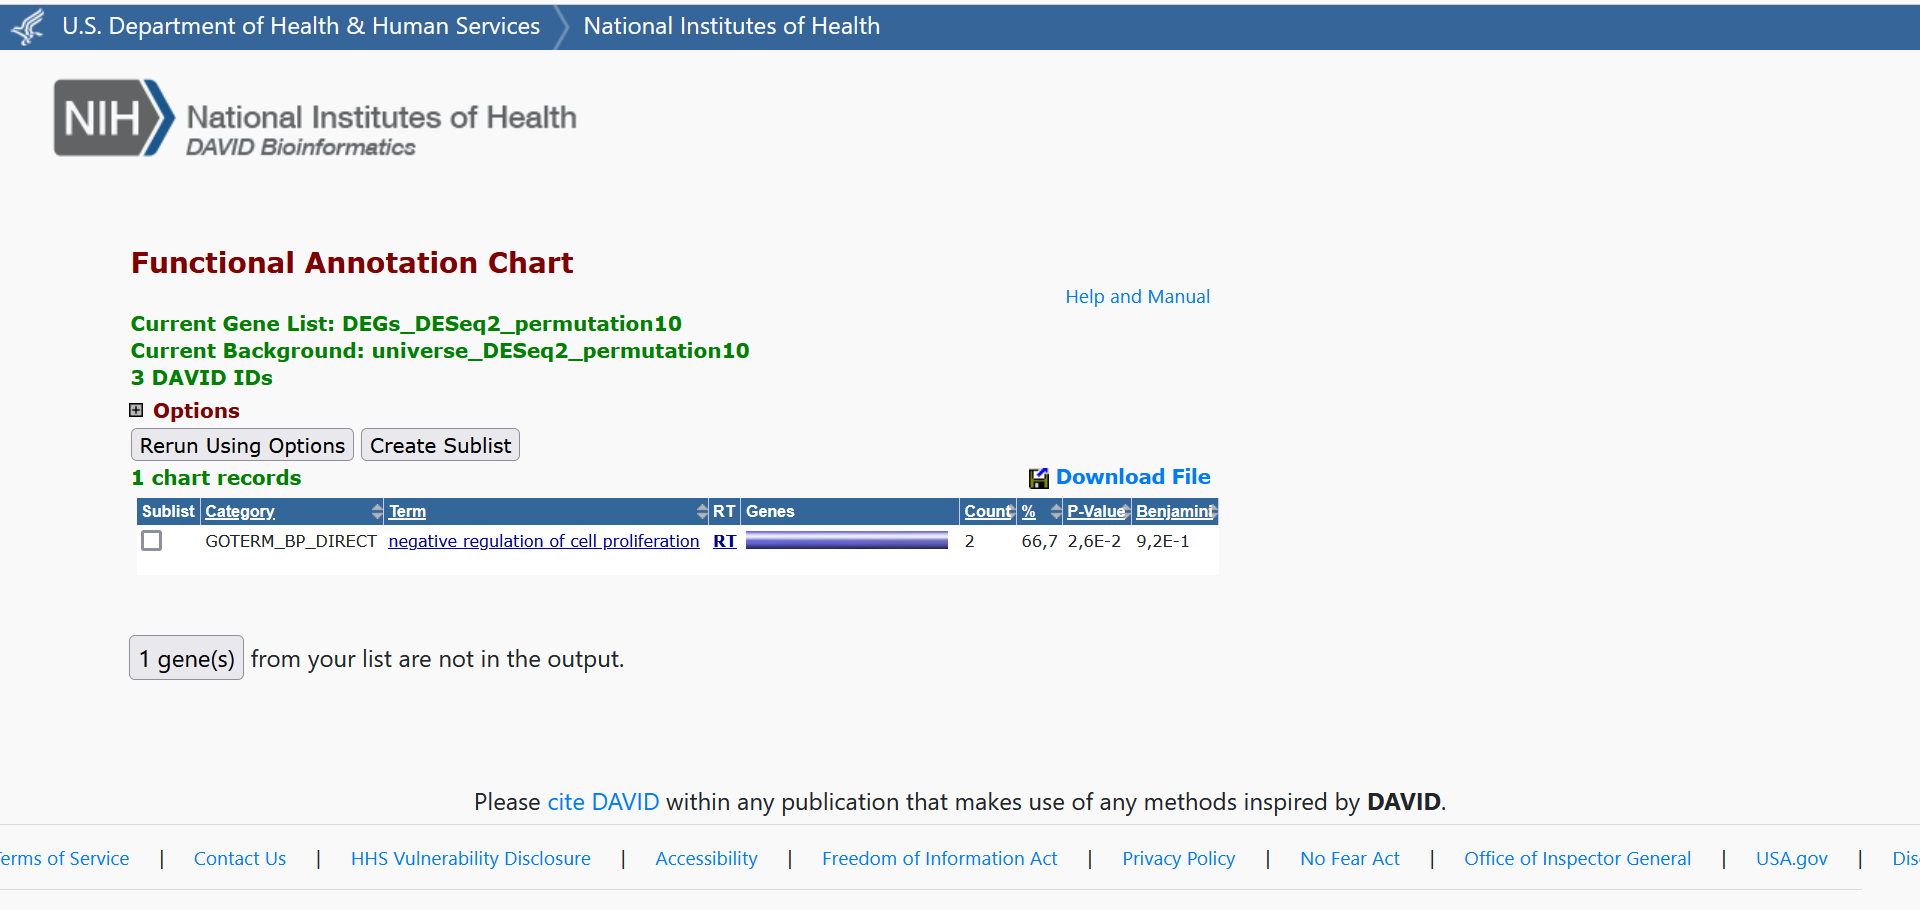 U.S. Department of Health & Human Services National Institutes of Health
NIH National Institutes of Health
DAVID Bioinformatics
Functional Annotation Chart
Help and Manual
Current Gene List: DEGs_DESeq2_permutation10
Current Background: universe_DESeq2_permutation10
3 DAVID IDs
Options
Rerun Using Options Create Sublist
1 chart records Download File
Sublist Category Term RT Genes Count % P-Value Benjamini
GOTERM_BP_DIRECT negative regulation of cell proliferation RT 2 66,7 2,6E-2 9,2E-1
1 gene(s) from your list are not in the output.
Please cite DAVID within any publication that makes use of any methods inspired by DAVID.
erms of Service | Contact Us | HHS Vulnerability Disclosure | Accessibility | Freedom of Information Act | Privacy Policy | No Fear Act | Office of Inspector General | USA.gov | Dis